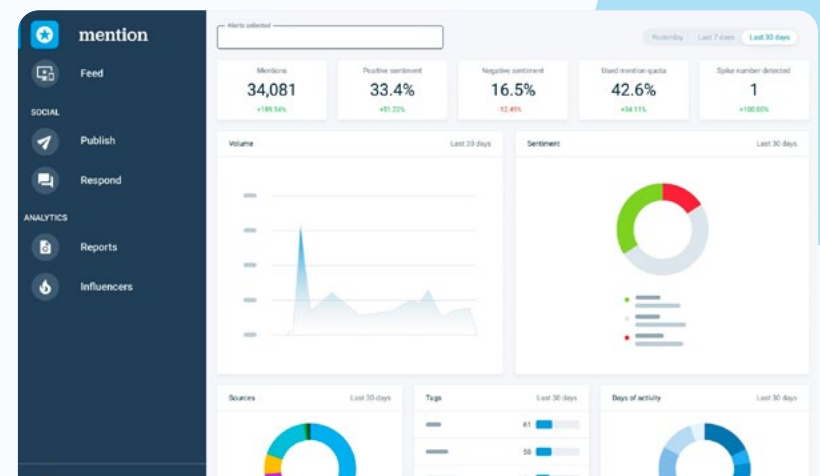 mention
Feed
SOCIAL
Publish
Respond
ANALYTICS
Reports
Influencers
Alerts selected
Yesterday Last 7 days Last 30 days
Mentions
34,081
+189.54%
Positive sentiment
33.4%
+51.22%
Negative sentiment
16.5%
-12.45%
Used mention quota
42.6%
+34.11%
Spike number detected
1
+100.00%
Volume Last 30 days
Sentiment Last 30 days
Sources Last 30 days
Tags Last 30 days
61
58
Days of activity Last 30 days